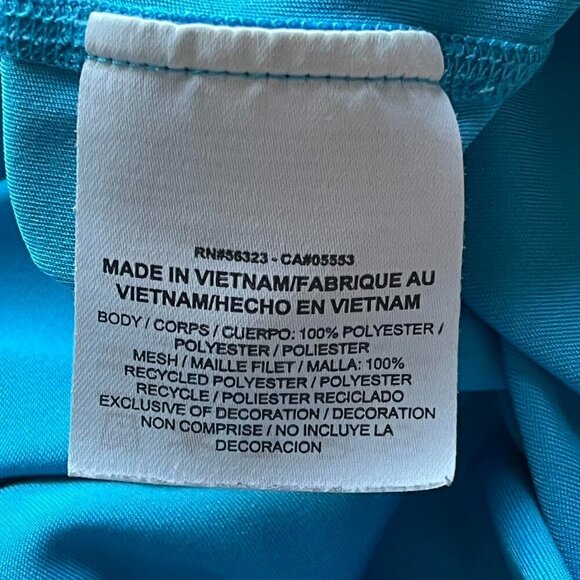 RN#56323 - CA#05553
MADE IN VIETNAM/FABRIQUE AU
VIETNAM/HECHO EN VIETNAM
BODY / CORPS / CUERPO: 100% POLYESTER /
POLYESTER / POLIESTER
MESH / MAILLE FILET / MALLA: 100%
RECYCLED POLYESTER / POLYESTER
RECYCLE / POLIESTER RECICLADO
EXCLUSIVE OF DECORATION / DECORATION
NON COMPRISE / NO INCLUYE LA
DECORACION